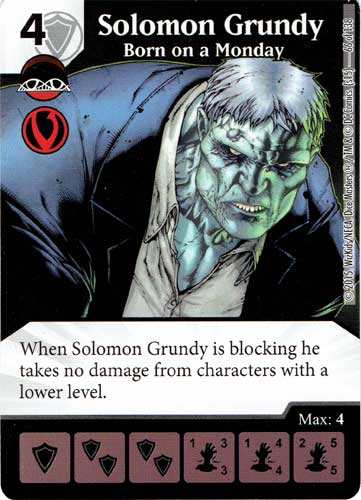 4
Solomon Grundy
Born on a Monday
When Solomon Grundy is blocking he
takes no damage from characters with a
lower level.
Max: 4
1 3 3
1 4 4
2 5 5